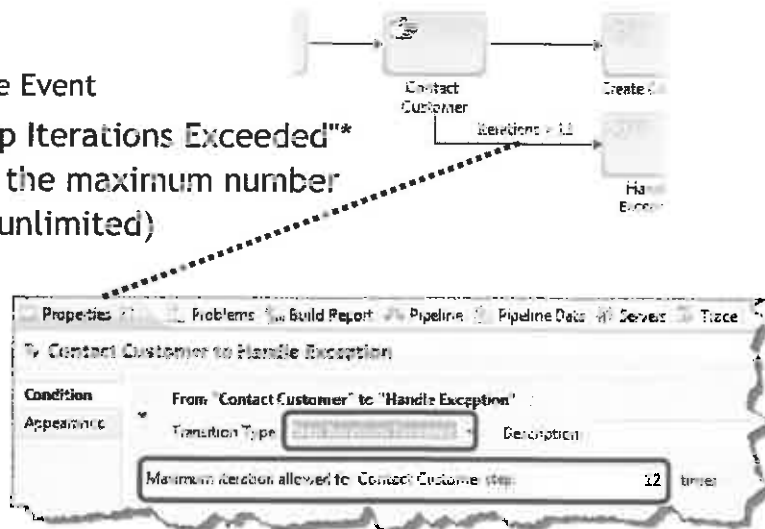 Contact
Customer
Create
Iterations > 12
e Event
p Iterations Exceeded"*
the maximum number
unlimited)
Properties Problems Build Report Pipeline Pipeline Data Servers Trace
Contact Customer to Handle Exception
Condition
Appearance
From "Contact Customer" to "Handle Exception"
Transition Type Description
Maximum iteration allowed for Contact Customer step: 12 times